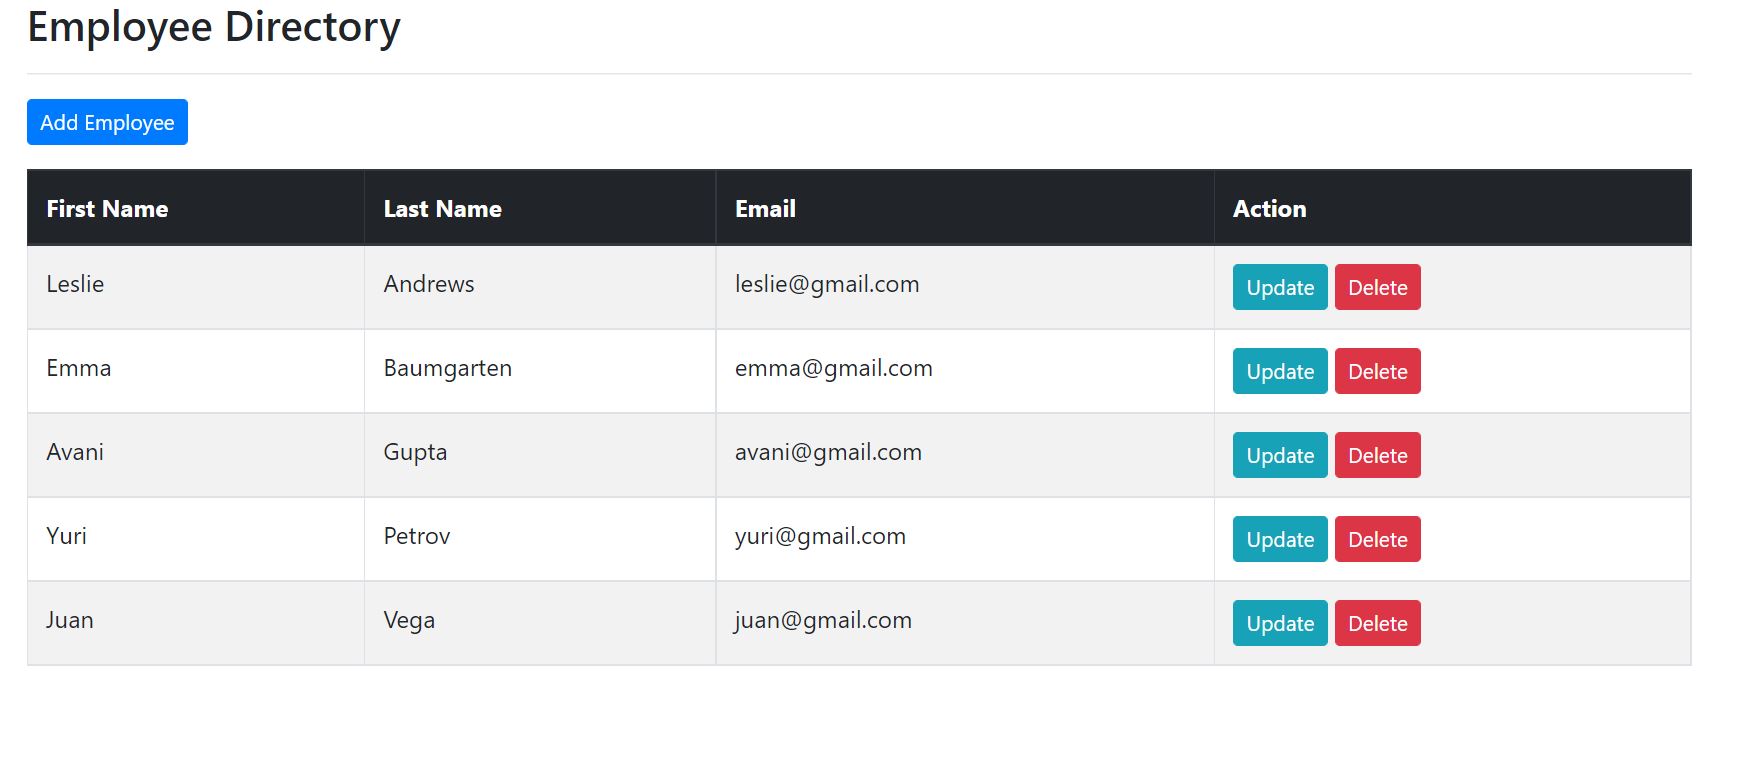 Employee Directory
Add Employee
First Name Last Name Email Action
Leslie Andrews leslie@gmail.com Update Delete
Emma Baumgarten emma@gmail.com Update Delete
Avani Gupta avani@gmail.com Update Delete
Yuri Petrov yuri@gmail.com Update Delete
Juan Vega juan@gmail.com Update Delete